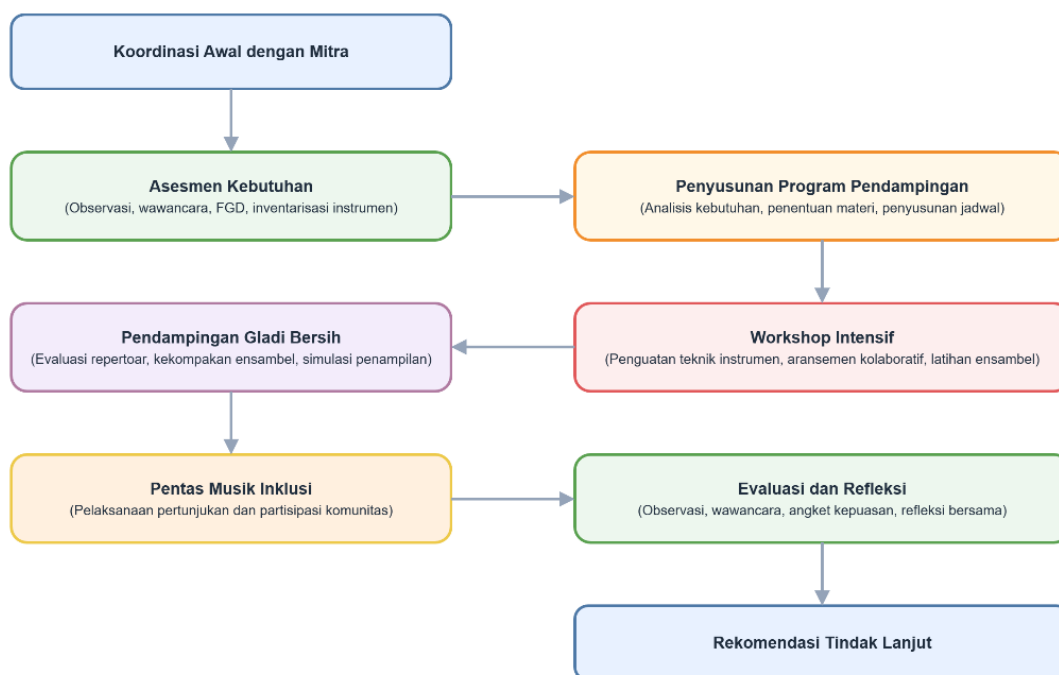 Koordinasi Awal dengan Mitra
Asesmen Kebutuhan
(Observasi, wawancara, FGD, inventarisasi instrumen)
Penyusunan Program Pendampingan
(Analisis kebutuhan, penentuan materi, penyusunan jadwal)
Workshop Intensif
(Penguatan teknik instrumen, aransemen kolaboratif, latihan ensambel)
Pendampingan Gladi Bersih
(Evaluasi repertoar, kekompakan ensambel, simulasi penampilan)
Pentas Musik Inklusi
(Pelaksanaan pertunjukan dan partisipasi komunitas)
Evaluasi dan Refleksi
(Observasi, wawancara, angket kepuasan, refleksi bersama)
Rekomendasi Tindak Lanjut